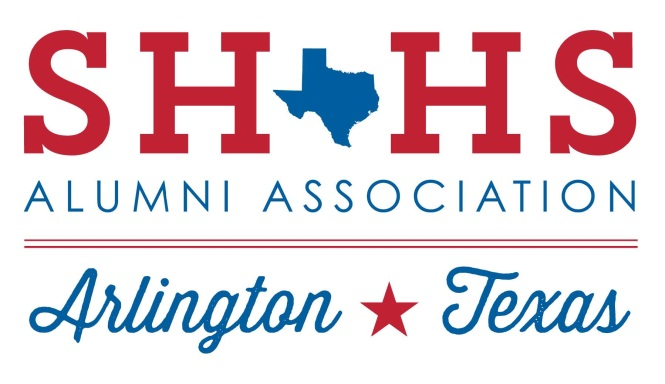 SH HS
ALUMNI ASSOCIATION
Arlington Texas